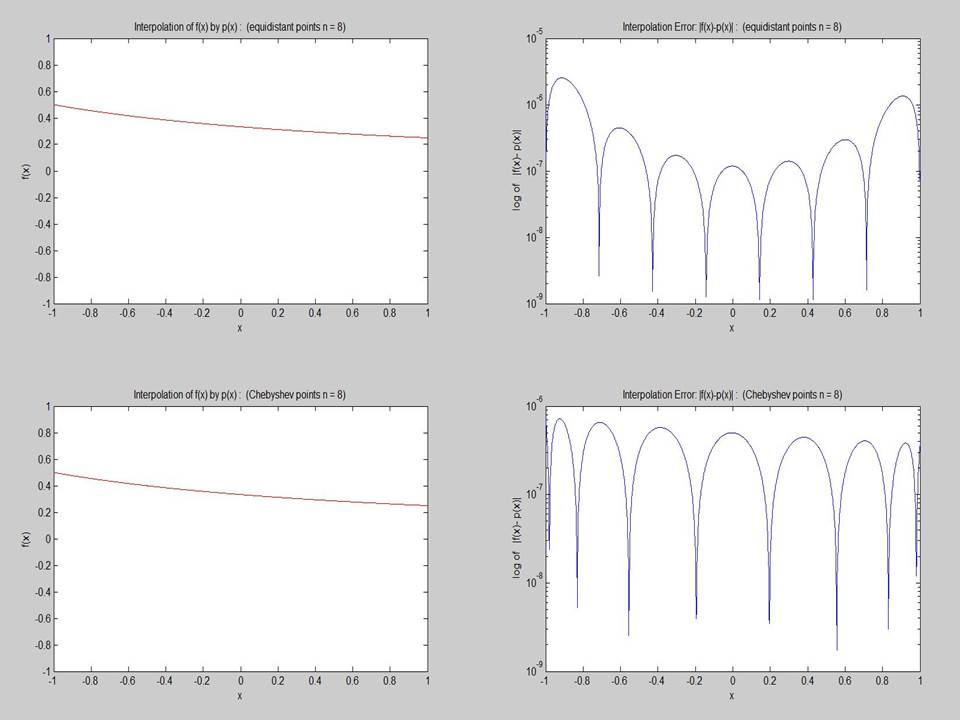 Interpolation of f(x) by p(x) : (equidistant points n = 8)
1
0.8
0.6
0.4
0.2
0
-0.2
-0.4
-0.6
-0.8
-1
f(x)
-1 -0.8 -0.6 -0.4 -0.2 0 0.2 0.4 0.6 0.8 1
x
Interpolation Error: |f(x)-p(x)| : (equidistant points n = 8)
10^-5
10^-6
10^-7
10^-8
10^-9
log of |f(x)- p(x)|
-1 -0.8 -0.6 -0.4 -0.2 0 0.2 0.4 0.6 0.8 1
x
Interpolation of f(x) by p(x) : (Chebyshev points n = 8)
1
0.8
0.6
0.4
0.2
0
-0.2
-0.4
-0.6
-0.8
-1
f(x)
-1 -0.8 -0.6 -0.4 -0.2 0 0.2 0.4 0.6 0.8 1
x
Interpolation Error: |f(x)-p(x)| : (Chebyshev points n = 8)
10^-6
10^-7
10^-8
10^-9
log of |f(x)- p(x)|
-1 -0.8 -0.6 -0.4 -0.2 0 0.2 0.4 0.6 0.8 1
x